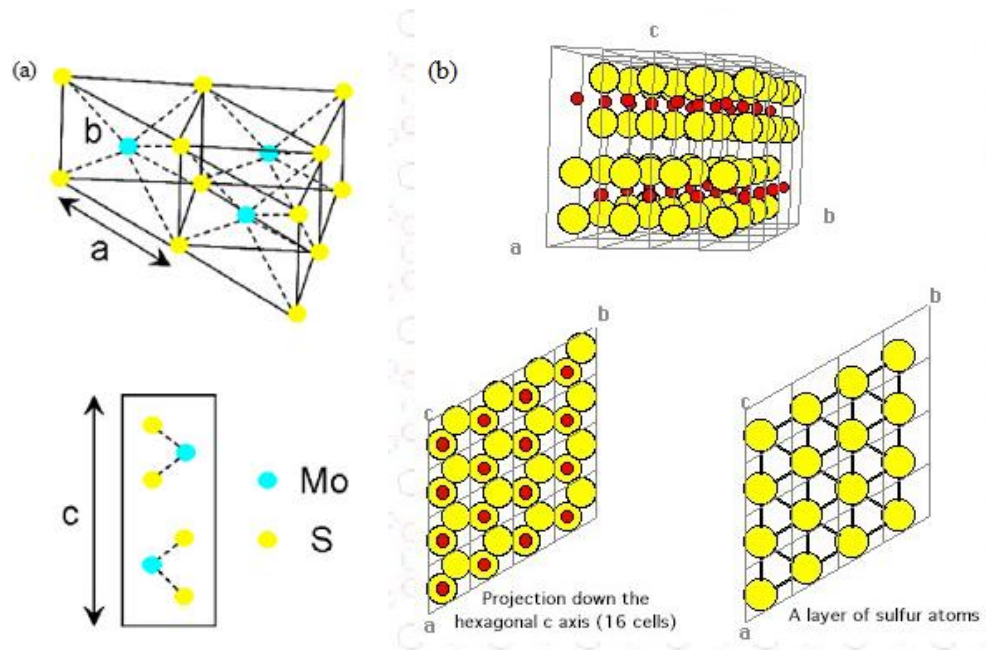 (a)
b
a
c
Mo
S
(b)
c
a
b
b
c
a
Projection down the
hexagonal c axis (16 cells)
b
c
a
A layer of sulfur atoms